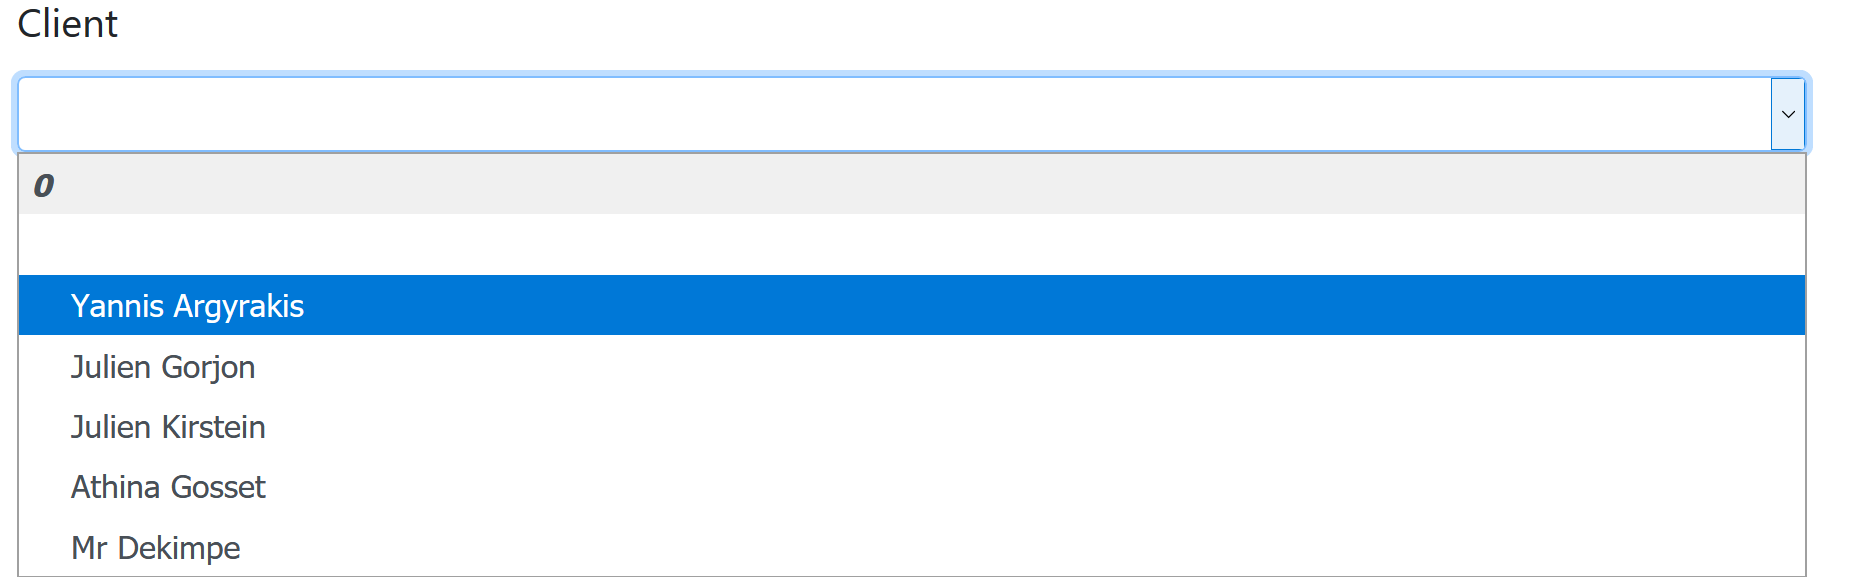 Client
0
Yannis Argyrakis
Julien Gorjon
Julien Kirstein
Athina Gosset
Mr Dekimpe